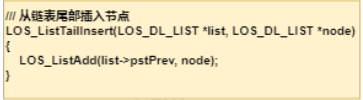 /// 从链表尾部插入节点
LOS_ListTailInsert(LOS_DL_LIST *list, LOS_DL_LIST *node)
{
    LOS_ListAdd(list->pstPrev, node);
}